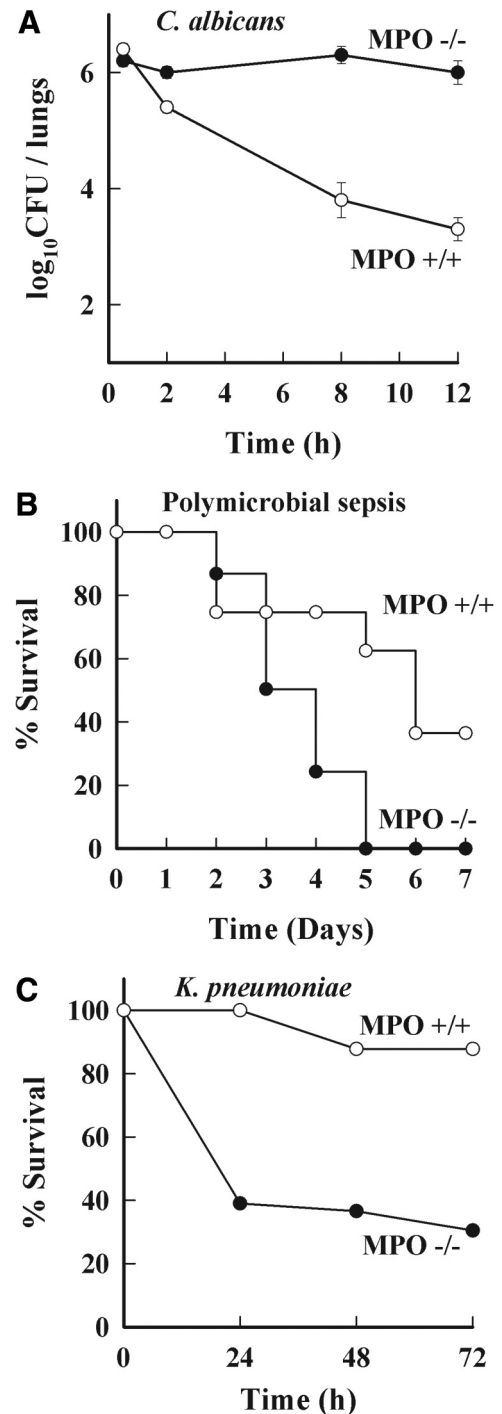 A C. albicans
MPO -/-
6
4
2
log10CFU / lungs
MPO +/+
0 2 4 6 8 10 12
Time (h)
B Polymicrobial sepsis
100
80
60
40
20
0
% Survival
MPO +/+
MPO -/-
0 1 2 3 4 5 6 7
Time (Days)
C K. pneumoniae
100
80
60
40
20
0
% Survival
MPO +/+
MPO -/-
0 24 48 72
Time (h)